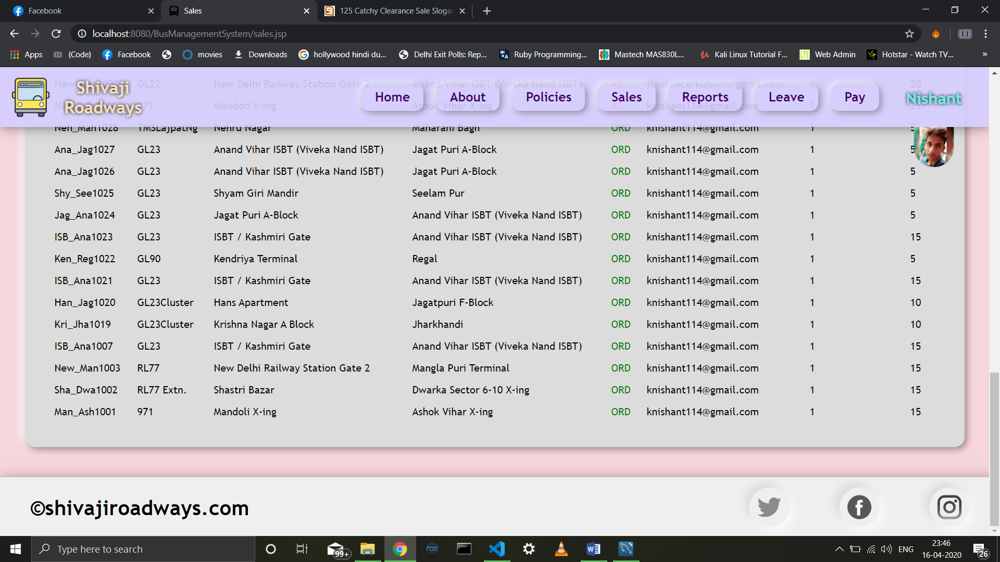 Facebook
Sales
125 Catchy Clearance Sale Slogan
localhost:8080/BusManagementSystem/sales.jsp
Apps {Code} Facebook movies Downloads hollywood hindi du... Delhi Exit Polls: Rep... Ruby Programming... Mastech MAS830L... Kali Linux Tutorial F... LTE Web Admin Hotstar - Watch TV... »
GL22 New Delhi Railway Station Gate 2 Anand Vihar ISBT (Viveka Nand ISBT) AC freelancerkulsum@gmail.com 1 20
Shivaji Roadways
Home About Policies Sales Reports Leave Pay Nishant
971 Mandoli X-ing Ashok Vihar X-ing AC knishant114@gmail.com 1 25
Neh_Mah1028 TMSLajpatNg Nehru Nagar Maharani Bagh ORD knishant114@gmail.com 1 5
Ana_Jag1027 GL23 Anand Vihar ISBT (Viveka Nand ISBT) Jagat Puri A-Block ORD knishant114@gmail.com 1 5
Ana_Jag1026 GL23 Anand Vihar ISBT (Viveka Nand ISBT) Jagat Puri A-Block ORD knishant114@gmail.com 1 5
Shy_See1025 GL23 Shyam Giri Mandir Seelam Pur ORD knishant114@gmail.com 1 5
Jag_Ana1024 GL23 Jagat Puri A-Block Anand Vihar ISBT (Viveka Nand ISBT) ORD knishant114@gmail.com 1 5
ISB_Ana1023 GL23 ISBT / Kashmiri Gate Anand Vihar ISBT (Viveka Nand ISBT) ORD knishant114@gmail.com 1 15
Ken_Reg1022 GL90 Kendriya Terminal Regal ORD knishant114@gmail.com 1 5
ISB_Ana1021 GL23 ISBT / Kashmiri Gate Anand Vihar ISBT (Viveka Nand ISBT) ORD knishant114@gmail.com 1 15
Han_Jag1020 GL23Cluster Hans Apartment Jagatpuri F-Block ORD knishant114@gmail.com 1 10
Kri_Jha1019 GL23Cluster Krishna Nagar A Block Jharkhandi ORD knishant114@gmail.com 1 10
ISB_Ana1007 GL23 ISBT / Kashmiri Gate Anand Vihar ISBT (Viveka Nand ISBT) ORD knishant114@gmail.com 1 15
New_Man1003 RL77 New Delhi Railway Station Gate 2 Mangla Puri Terminal ORD knishant114@gmail.com 1 15
Sha_Dwa1002 RL77 Extn. Shastri Bazar Dwarka Sector 6-10 X-ing ORD knishant114@gmail.com 1 15
Man_Ash1001 971 Mandoli X-ing Ashok Vihar X-ing ORD knishant114@gmail.com 1 15
©shivajiroadways.com
Type here to search
99+
nox
ENG
23:46
16-04-2020
26